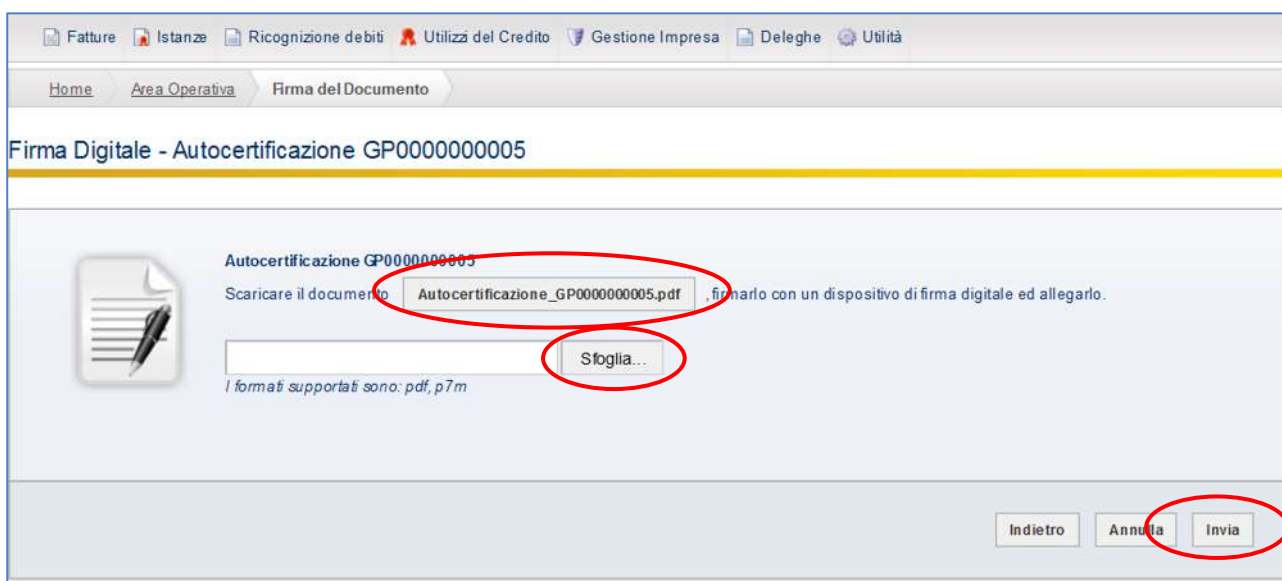 Fatture Istanze Ricognizione debiti Utilizzi del Credito Gestione Impresa Deleghe Utilità
Home Area Operativa Firma del Documento
Firma Digitale - Autocertificazione GP0000000005
Autocertificazione GP0000000005
Scaricare il documento Autocertificazione_GP0000000005.pdf , firmarlo con un dispositivo di firma digitale ed allegarlo.
Sfoglia...
I formati supportati sono: pdf, p7m
Indietro Annulla Invia